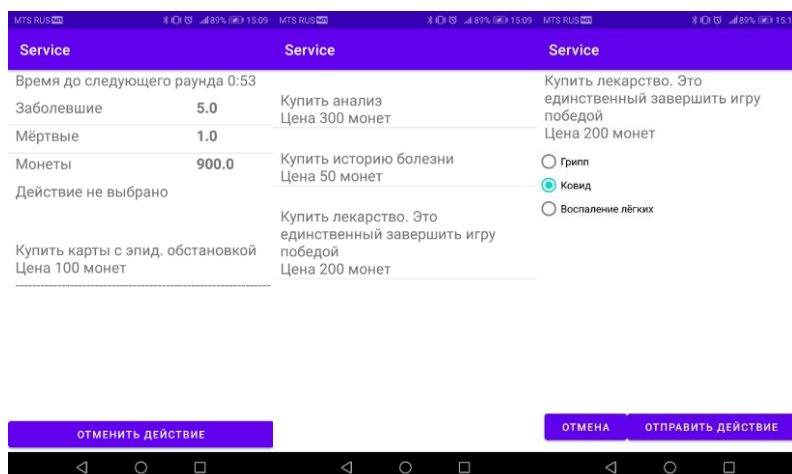 MTS RUS 89% 15:09
Service
Время до следующего раунда 0:53
Заболевшие 5.0
Мёртвые 1.0
Монеты 900.0
Действие не выбрано
Купить карты с эпид. обстановкой
Цена 100 монет
ОТМЕНИТЬ ДЕЙСТВИЕ
MTS RUS 89% 15:09
Service
Купить анализ
Цена 300 монет
Купить историю болезни
Цена 50 монет
Купить лекарство. Это
единственный завершить игру
победой
Цена 200 монет
MTS RUS 89% 15:1
Service
Купить лекарство. Это
единственный завершить игру
победой
Цена 200 монет
Грипп
Ковид
Воспаление лёгких
ОТМЕНА ОТПРАВИТЬ ДЕЙСТВИЕ